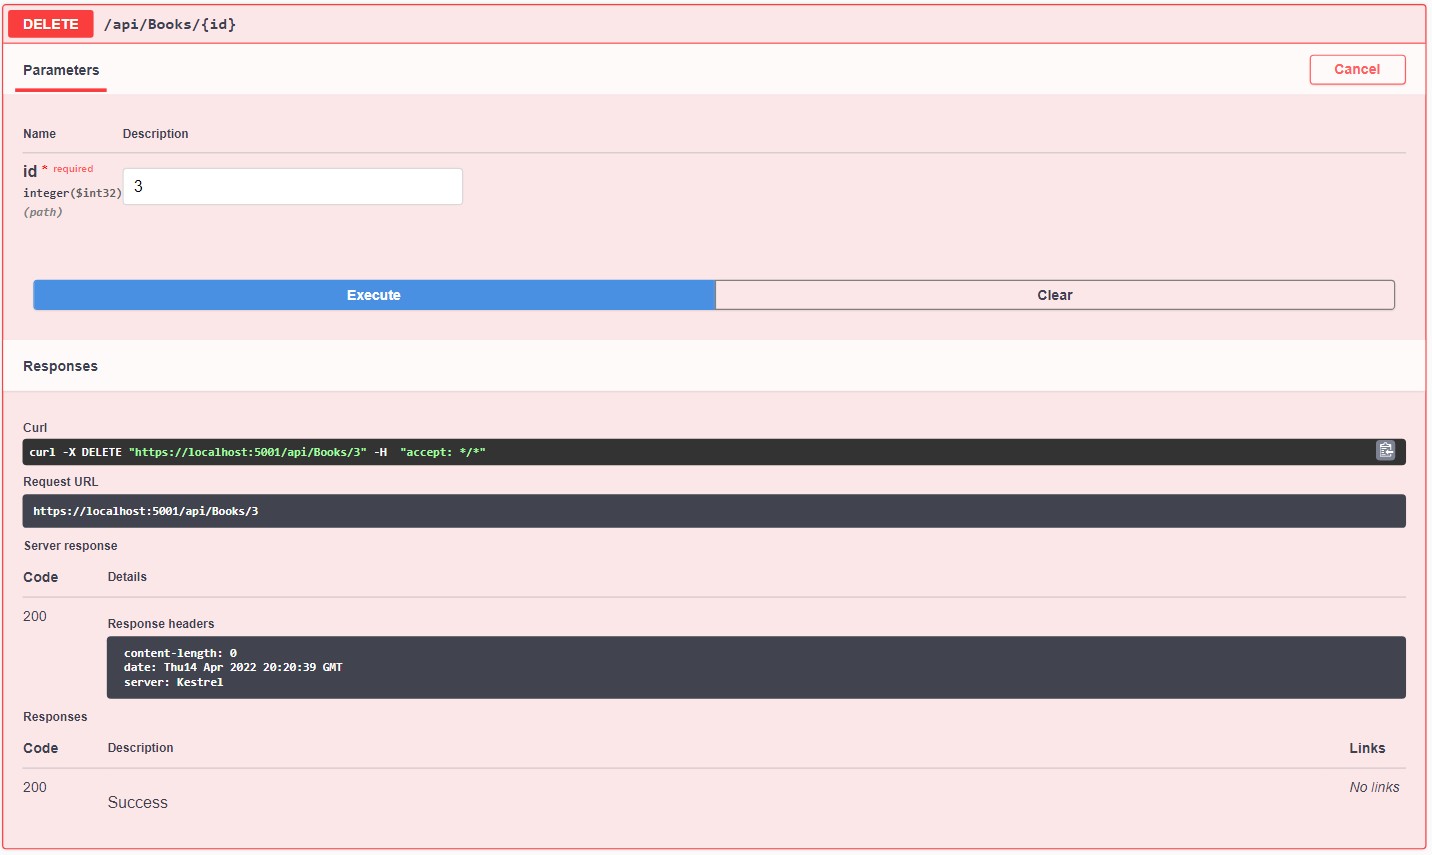 DELETE /api/Books/{id}
Parameters Cancel
Name Description
id * required
integer($int32) 3
(path)
Execute Clear
Responses
Curl
curl -X DELETE "https://localhost:5001/api/Books/3" -H  "accept: */*"
Request URL
https://localhost:5001/api/Books/3
Server response
Code Details
200
Response headers
content-length: 0
date: Thu14 Apr 2022 20:20:39 GMT
server: Kestrel
Responses
Code Description Links
200 No links
Success